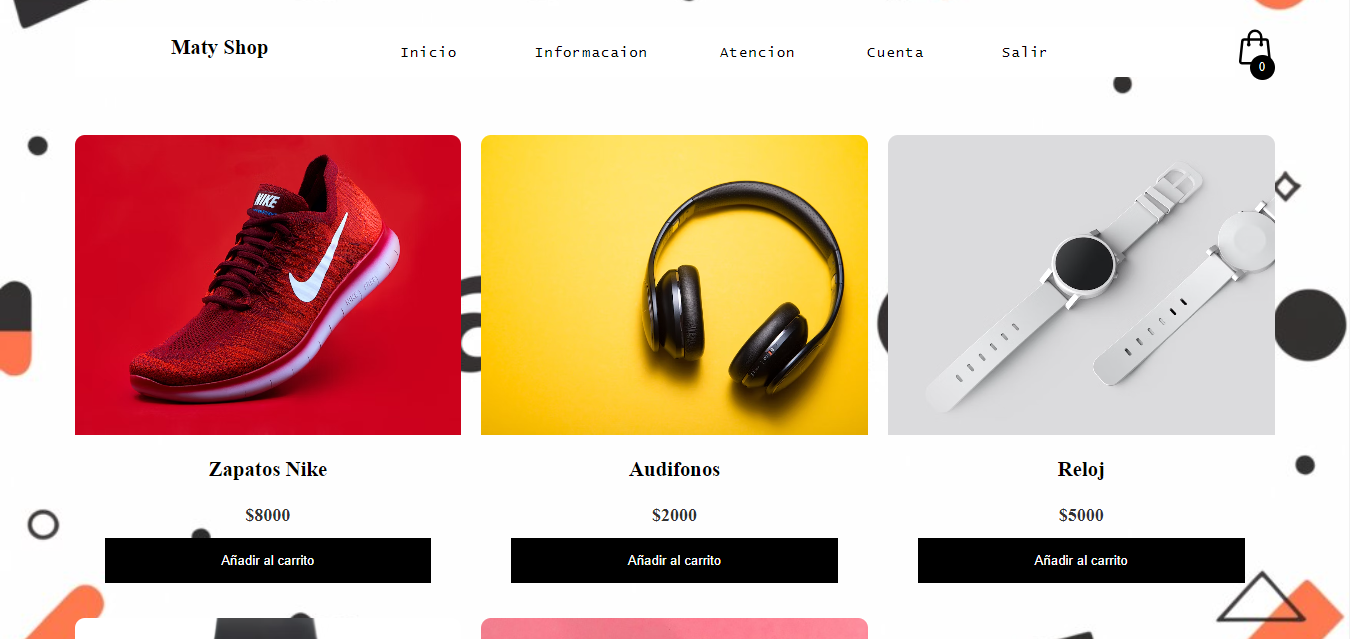 Maty Shop
Inicio
Informacaion
Atencion
Cuenta
Salir
0
NIKE
Zapatos Nike
Audifonos
Reloj
$8000
$2000
$5000
Añadir al carrito
Añadir al carrito
Añadir al carrito